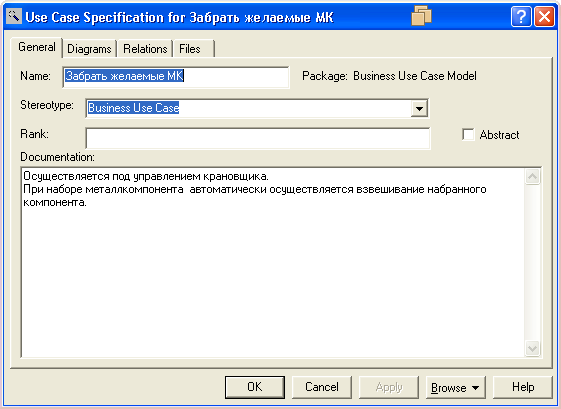 Use Case Specification for Забрать желаемые МК
General Diagrams Relations Files
Name: Забрать желаемые МК Package: Business Use Case Model
Stereotype: Business Use Case
Rank: Abstract
Documentation:
Осуществляется под управлением крановщика.
При наборе металлкомпонента автоматически осуществляется взвешивание набранного
компонента.
OK Cancel Apply Browse Help